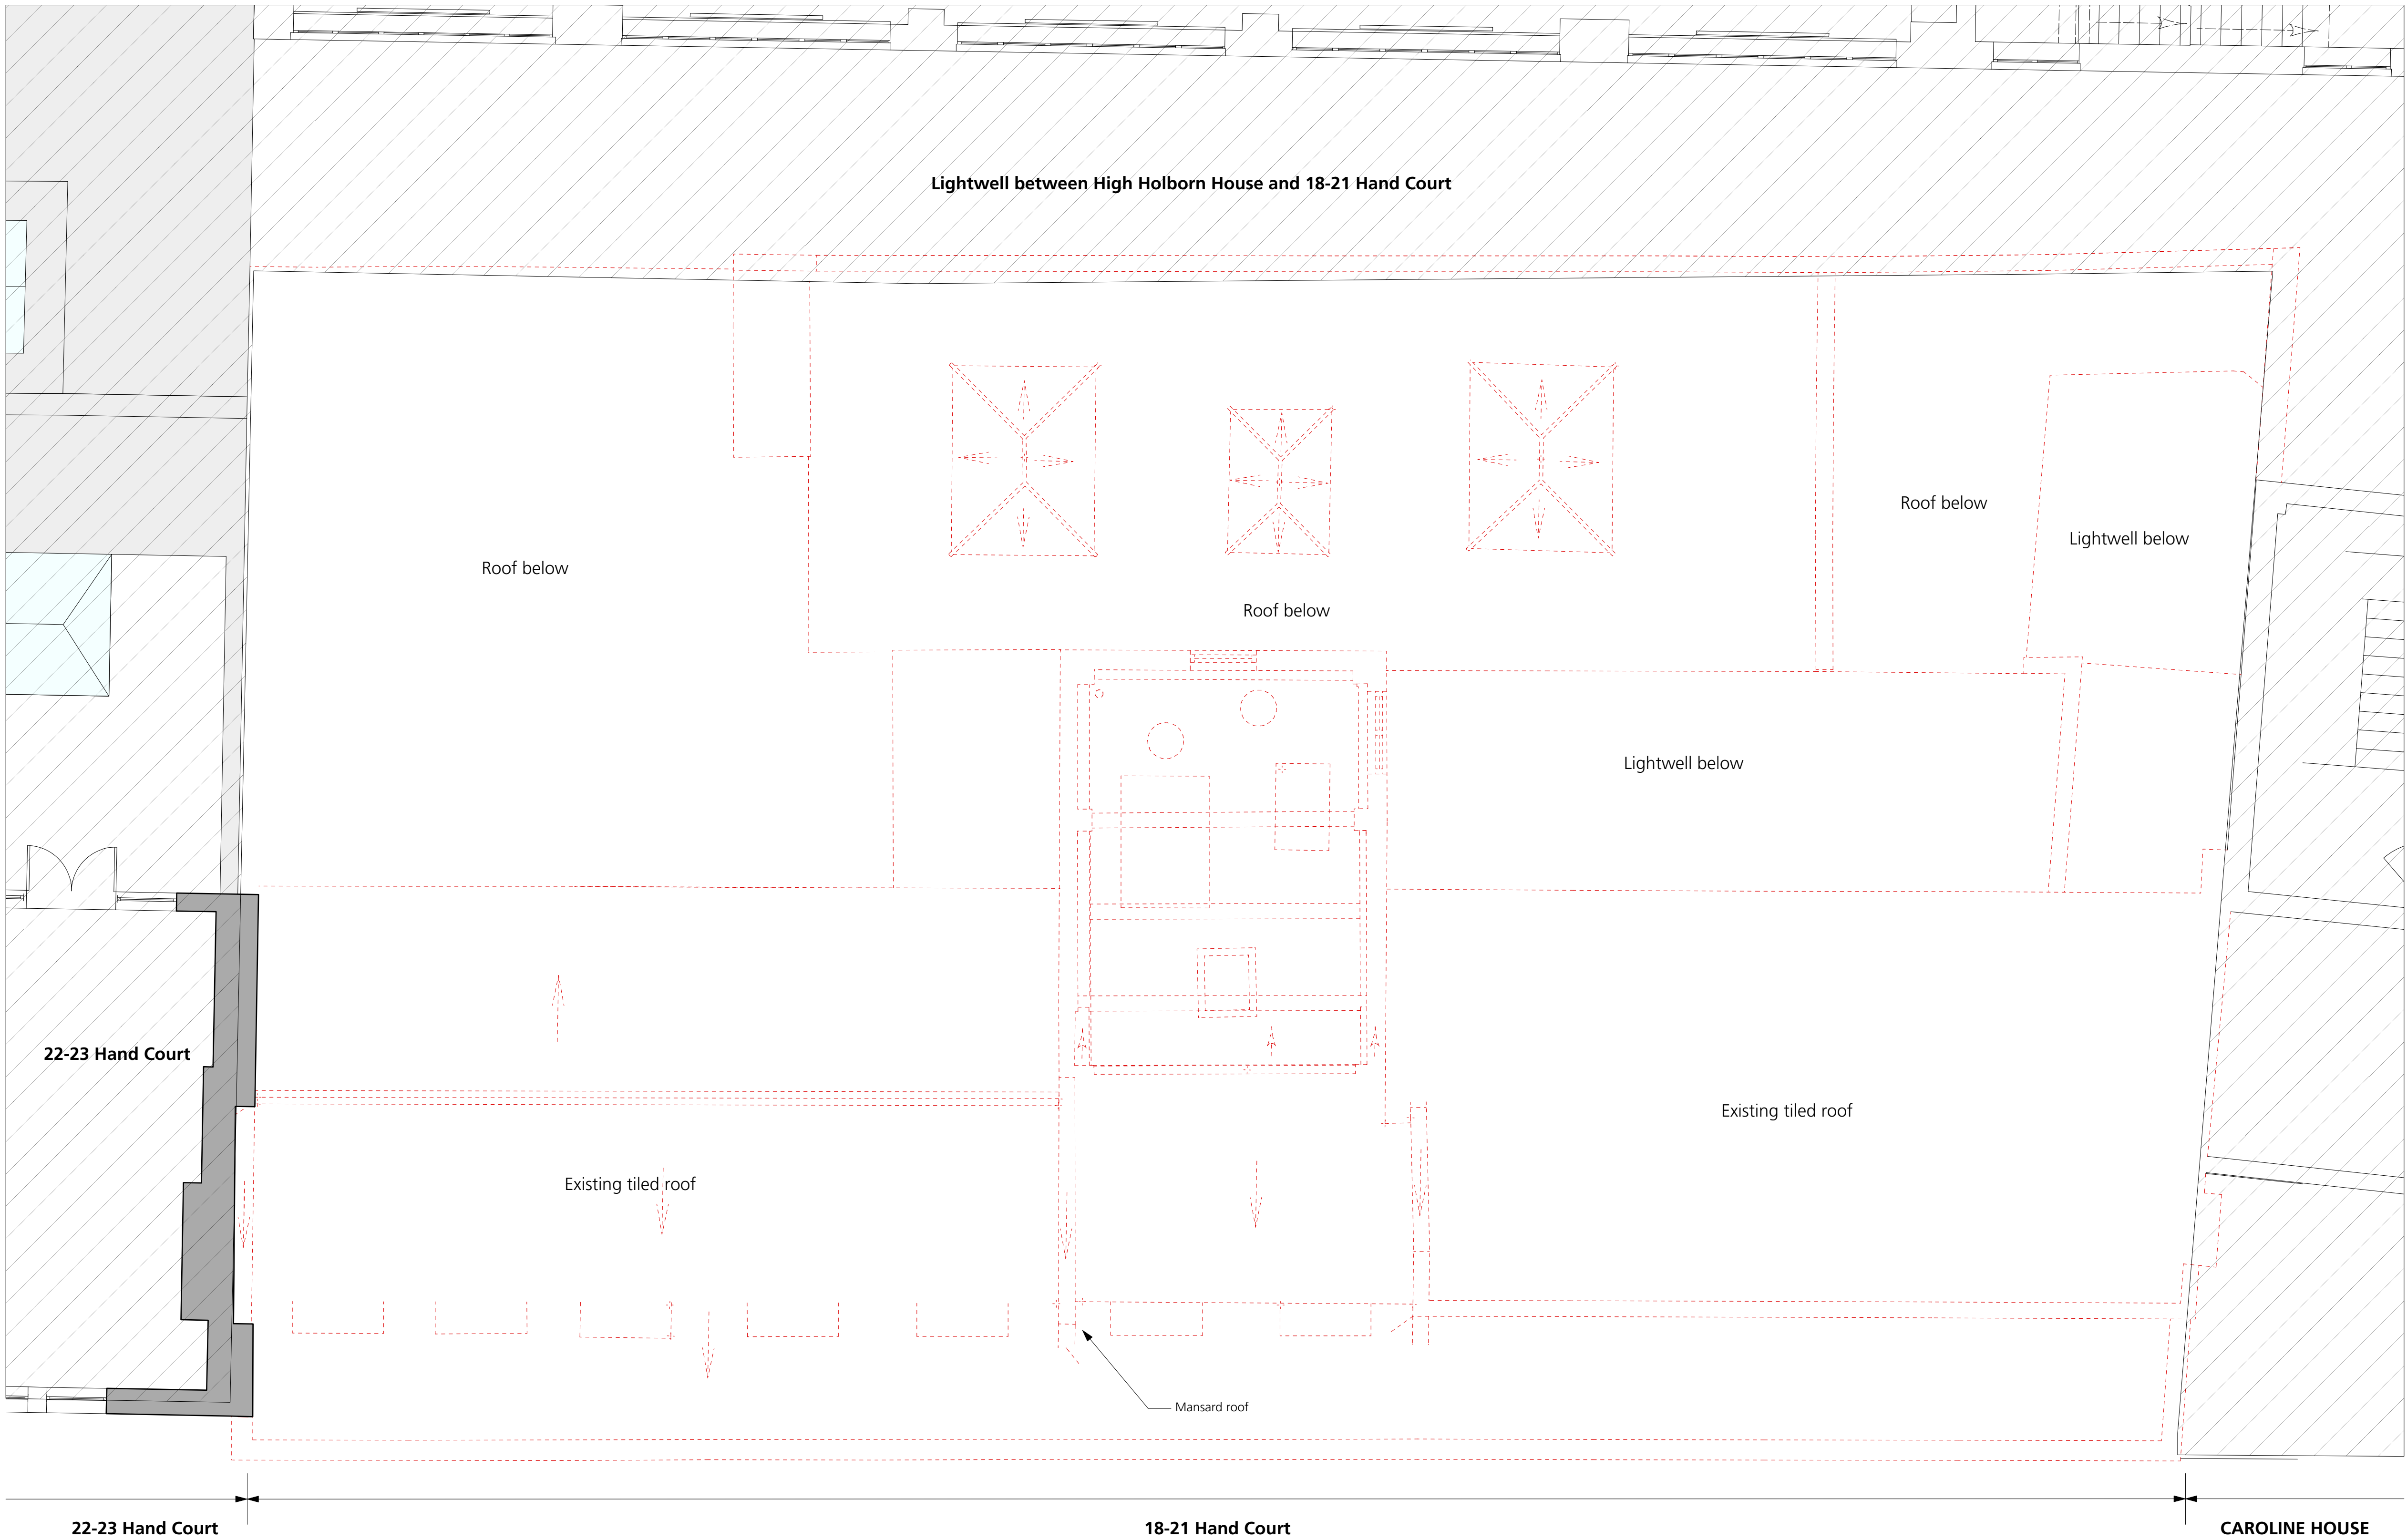 Lightwell between High Holborn House and 18-21 Hand Court
Roof below
Lightwell below
Roof below
Roof below
Lightwell below
22-23 Hand Court
Existing tiled roof
Existing tiled roof
Mansard roof
22-23 Hand Court
18-21 Hand Court
CAROLINE HOUSE